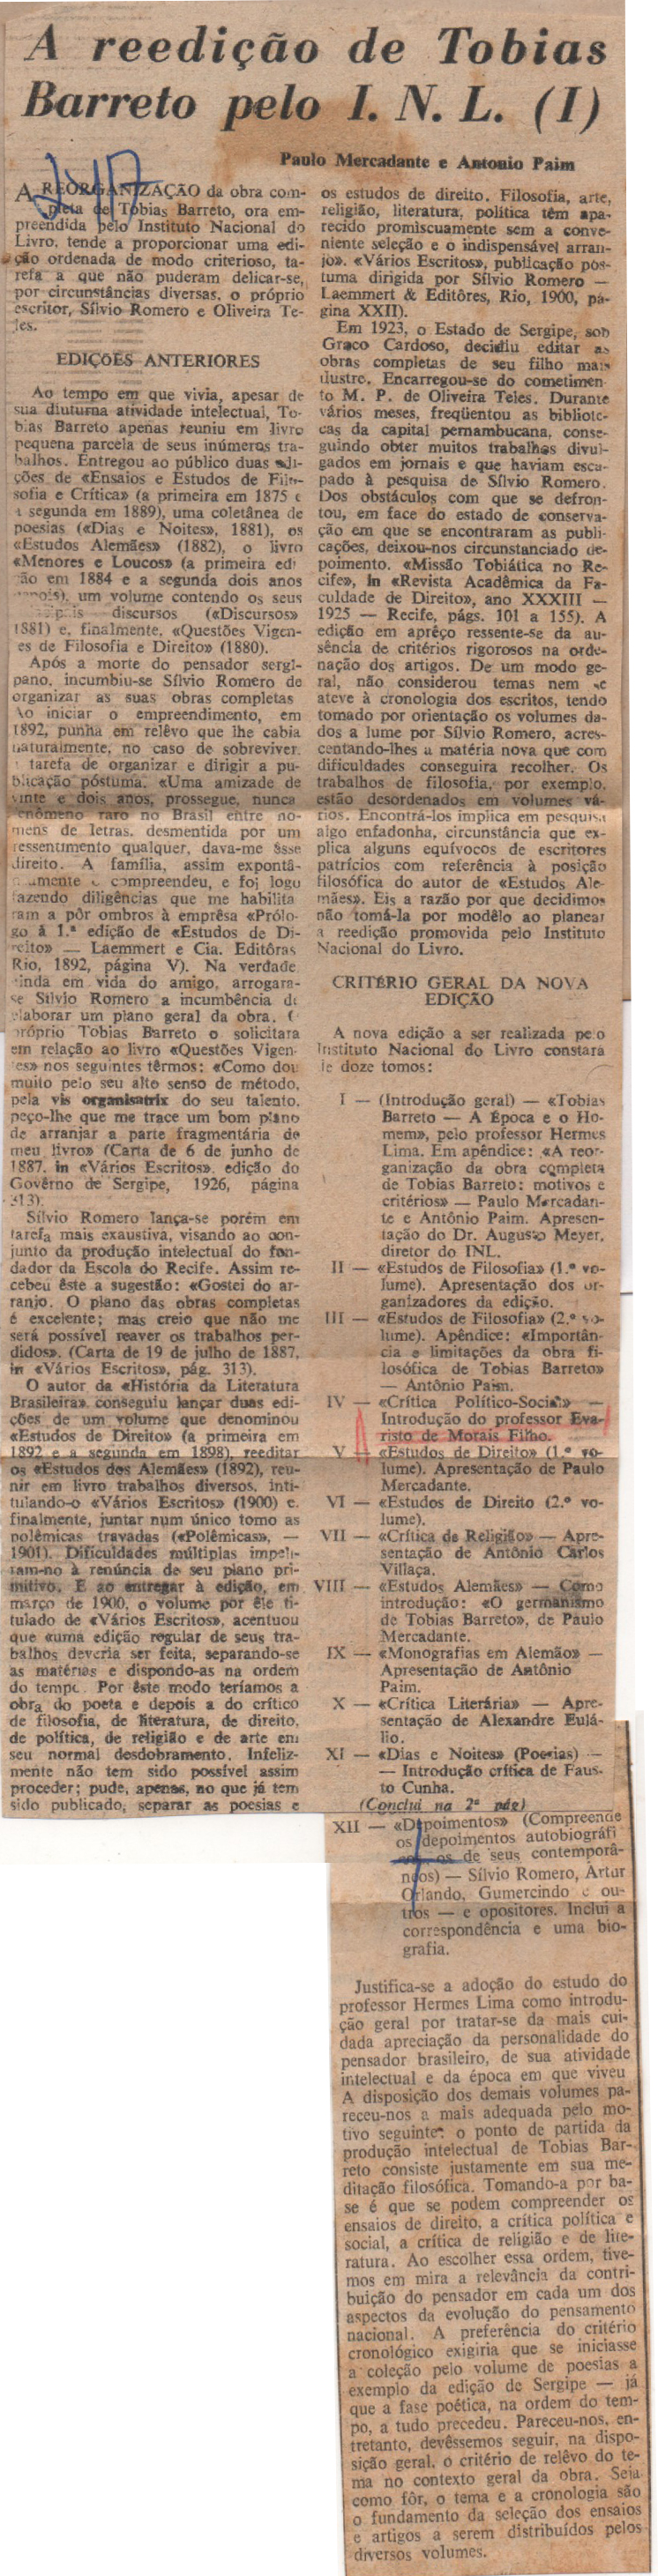 A reedição de Tobias
Barreto pelo I. N. L. (I)
Paulo Mercadante e Antonio Paim
A REORGANIZAÇÃO da obra com-
pleta de Tobias Barreto, ora em-
preendida pelo Instituto Nacional do
Livro, tende a proporcionar uma edi-
ção ordenada de modo criterioso, ta-
refa a que não puderam delicar-se,
por circunstâncias diversas, o próprio
escritor, Sílvio Romero e Oliveira Te-
les.
EDIÇÕES ANTERIORES
Ao tempo em que vivia, apesar de
sua diuturna atividade intelectual, To-
bias Barreto apenas reuniu em livro
pequena parcela de seus inúmeros tra-
balhos. Entregou ao público duas edi-
ções de «Ensaios e Estudos de Filo-
sofia e Crítica» (a primeira em 1875 e
a segunda em 1889), uma coletânea de
poesias («Dias e Noites», 1881), os
«Estudos Alemães» (1882), o livro
«Menores e Loucos» (a primeira edi
ão em 1884 e a segunda dois anos
depois), um volume contendo os seus
discursos («Discursos»
1881) e, finalmente, «Questões Vigen-
es de Filosofia e Direito» (1880).
Após a morte do pensador sergi-
pano, incumbiu-se Sílvio Romero de
organizar as suas obras completas
Ao iniciar o empreendimento, em
1892, punha em relêvo que lhe cabia
naturalmente, no caso de sobreviver,
a tarefa de organizar e dirigir a pu-
blicação póstuma. «Uma amizade de
vinte e dois anos, prossegue, nunca
fenômeno raro no Brasil entre ho-
mens de letras, desmentida por um
ressentimento qualquer, dava-me êsse
direito. A família, assim expontâ-
neamente o compreendeu, e foi logo
fazendo diligências que me habilita
ram a pôr ombros à emprêsa «Prólo-
go à 1.ª edição de «Estudos de Di-
reito» — Laemmert e Cia. Editôras
Rio, 1892, página V). Na verdade
ainda em vida do amigo, arrogara-
se Sílvio Romero a incumbência de
elaborar um plano geral da obra. O
próprio Tobias Barreto o solicitara
em relação ao livro «Questões Vigen-
tes» nos seguintes têrmos: «Como dou
muito pelo seu alto senso de método,
pela vis organisatrix do seu talento,
peço-lhe que me trace um bom plano
de arranjar a parte fragmentária de
meu livro» (Carta de 6 de junho de
1887, in «Vários Escritos», edição do
Govêrno de Sergipe, 1926, página
313).
Sílvio Romero lança-se porém em
tarefa mais exaustiva, visando ao con-
junto da produção intelectual do fun-
dador da Escola do Recife. Assim re-
cebeu êste a sugestão: «Gostei do ar-
ranjo. O plano das obras completas
é excelente; mas creio que não me
será possível reaver os trabalhos per-
didos». (Carta de 19 de julho de 1887,
in «Vários Escritos», pág. 313).
O autor da «História da Literatura
Brasileira» conseguiu lançar duas edi-
ções de um volume que denominou
«Estudos de Direito» (a primeira em
1892 e a segunda em 1898), reeditar
os «Estudos dos Alemães» (1892), reu-
nir em livro trabalhos diversos, inti-
tulando-o «Vários Escritos» (1900) e,
finalmente, juntar num único tomo as
polêmicas travadas («Polêmicas», —
1901). Dificuldades múltiplas impeli-
ram-no à renúncia de seu plano pri-
mitivo. E ao entregar à edição, em
março de 1900, o volume por êle ti-
tulado de «Vários Escritos», acentuou
que «uma edição regular de seus tra-
balhos deveria ser feita, separando-se
as matérias e dispondo-as na ordem
do tempo. Por êste modo teríamos a
obra do poeta e depois a do crítico
de filosofia, de literatura, de direito,
de política, de religião e de arte em
seu normal desdobramento. Infeliz-
mente não tem sido possível assim
proceder; pude, apenas, no que já tem
sido publicado, separar as poesias e
os estudos de direito. Filosofia, arte,
religião, literatura, política têm apa-
recido promiscuamente sem a conve-
niente seleção e o indispensável arran-
jo». «Vários Escritos», publicação pós-
tuma dirigida por Sílvio Romero —
Laemmert & Editôres, Rio, 1900, pá-
gina XXII).
Em 1923, o Estado de Sergipe, sob
Graco Cardoso, decidiu editar as
obras completas de seu filho mais
ilustre. Encarregou-se do cometimen-
to M. P. de Oliveira Teles. Durante
vários meses, freqüentou as bibliote-
cas da capital pernambucana, conse-
guindo obter muitos trabalhos divul-
gados em jornais e que haviam esca-
pado à pesquisa de Sílvio Romero.
Dos obstáculos com que se defron-
tou, em face do estado de conserva-
ção em que se encontraram as publi-
cações, deixou-nos circunstanciado de-
poimento. «Missão Tobiática no Re-
cife», in «Revista Acadêmica da Fa-
culdade de Direito», ano XXXIII —
1925 — Recife, págs. 101 a 155). A
edição em aprêço ressente-se da au-
sência de critérios rigorosos na orde-
nação dos artigos. De um modo ge-
ral, não considerou temas nem se
ateve à cronologia dos escritos, tendo
tomado por orientação os volumes da-
dos a lume por Sílvio Romero, acres-
centando-lhes a matéria nova que com
dificuldades conseguira recolher. Os
trabalhos de filosofia, por exemplo,
estão desordenados em volumes vá-
rios. Encontrá-los implica em pesquisa
algo enfadonha, circunstância que ex-
plica alguns equívocos de escritores
patrícios com referência à posição
filosófica do autor de «Estudos Ale-
mães». Eis a razão por que decidimos
não tomá-la por modêlo ao planear
a reedição promovida pelo Instituto
Nacional do Livro.
CRITÉRIO GERAL DA NOVA
EDIÇÃO
A nova edição a ser realizada pelo
Instituto Nacional do Livro constará
de doze tomos:
I — (Introdução geral) — «Tobias
Barreto — A Época e o Ho-
mem», pelo professor Hermes
Lima. Em apêndice: «A reor-
ganização da obra completa
de Tobias Barreto: motivos e
critérios» — Paulo Mercadan-
te e Antônio Paim. Apresen-
tação do Dr. Augusto Meyer,
diretor do INL.
II — «Estudos de Filosofia» (1.º vo-
lume). Apresentação dos or-
ganizadores da edição.
III — «Estudos de Filosofia» (2.º vo-
lume). Apêndice: «Importân-
cia e limitações da obra fi-
losófica de Tobias Barreto»
— Antônio Paim.
IV — «Crítica Político-Social» —
Introdução do professor Eva-
risto de Morais Filho.
V — «Estudos de Direito» (1.º vo-
lume). Apresentação de Paulo
Mercadante.
VI — «Estudos de Direito (2.º vo-
lume).
VII — «Crítica de Religião» — Apre-
sentação de Antônio Carlos
Villaça.
VIII — «Estudos Alemães» — Como
introdução: «O germanismo
de Tobias Barreto», de Paulo
Mercadante.
IX — «Monografias em Alemão» —
Apresentação de Antônio
Paim.
X — «Crítica Literária» — Apre-
sentação de Alexandre Eulá-
lio.
XI — «Dias e Noites» (Poesias) —
— Introdução crítica de Faus-
to Cunha.
(Conclui na 2ª pág)
XII — «Depoimentos» (Compreende
os depoimentos autobiográfi
os de seus contemporâ-
neos) — Sílvio Romero, Artur
Orlando, Gumercindo e ou-
tros — e opositores. Inclui a
correspondência e uma bio-
grafia.
Justifica-se a adoção do estudo do
professor Hermes Lima como introdu-
ção geral por tratar-se da mais cui-
dada apreciação da personalidade do
pensador brasileiro, de sua atividade
intelectual e da época em que viveu
A disposição dos demais volumes pa-
receu-nos a mais adequada pelo mo-
tivo seguinte: o ponto de partida da
produção intelectual de Tobias Bar-
reto consiste justamente em sua me-
ditação filosófica. Tomando-a por ba-
se é que se podem compreender os
ensaios de direito, a crítica política e
social, a crítica de religião e de lite-
ratura. Ao escolher essa ordem, tive-
mos em mira a relevância da contri-
buição do pensador em cada um dos
aspectos da evolução do pensamento
nacional. A preferência do critério
cronológico exigiria que se iniciasse
a coleção pelo volume de poesias a
exemplo da edição de Sergipe — já
que a fase poética, na ordem do tem-
po, a tudo precedeu. Pareceu-nos, en-
tretanto, devêssemos seguir, na dispo-
sição geral, o critério de relêvo do te-
ma no contexto geral da obra. Seja
como fôr, o tema e a cronologia são
o fundamento da seleção dos ensaios
e artigos a serem distribuídos pelos
diversos volumes.